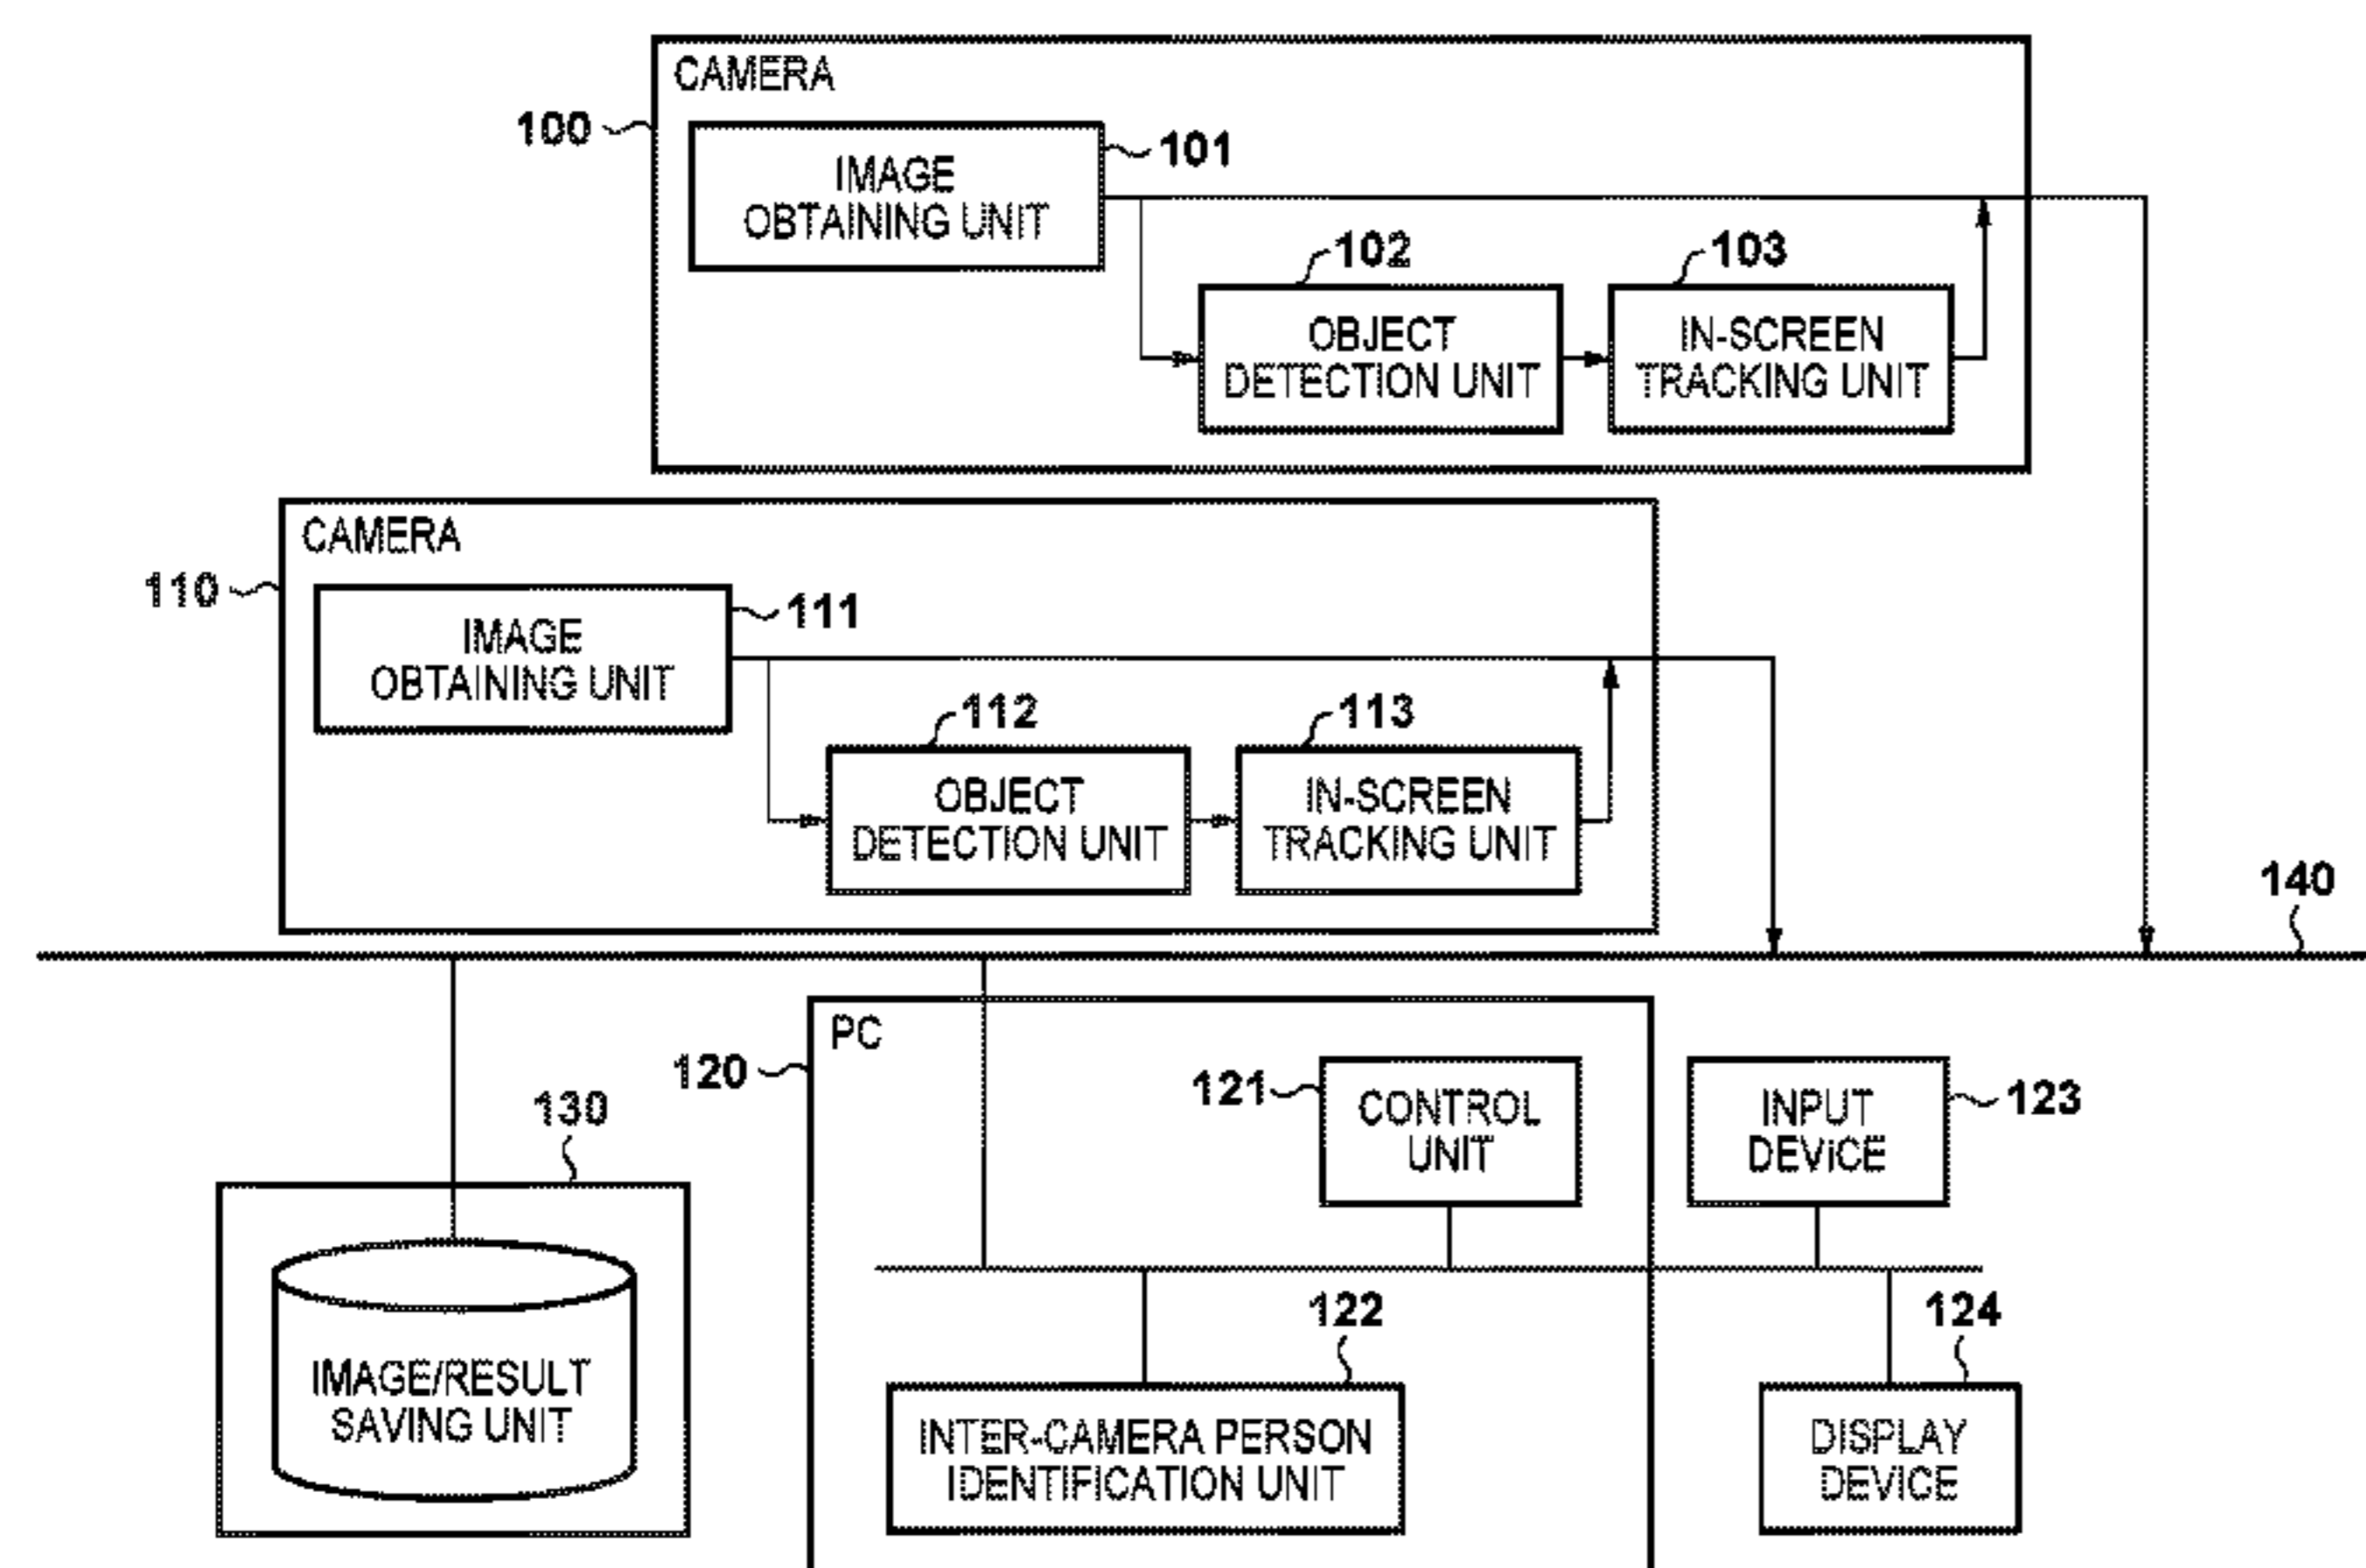 CAMERA
100
101
IMAGE
OBTAINING UNIT
102
103
OBJECT
DETECTION UNIT
IN-SCREEN
TRACKING UNIT
CAMERA
110
111
IMAGE
OBTAINING UNIT
112
113
OBJECT
DETECTION UNIT
IN-SCREEN
TRACKING UNIT
140
PC
120
121
CONTROL
UNIT
INPUT
DEViCE
123
130
IMAGE/RESULT
SAVING UNIT
122
124
INTER-CAMERA PERSON
IDENTIFICATION UNIT
DISPLAY
DEVICE